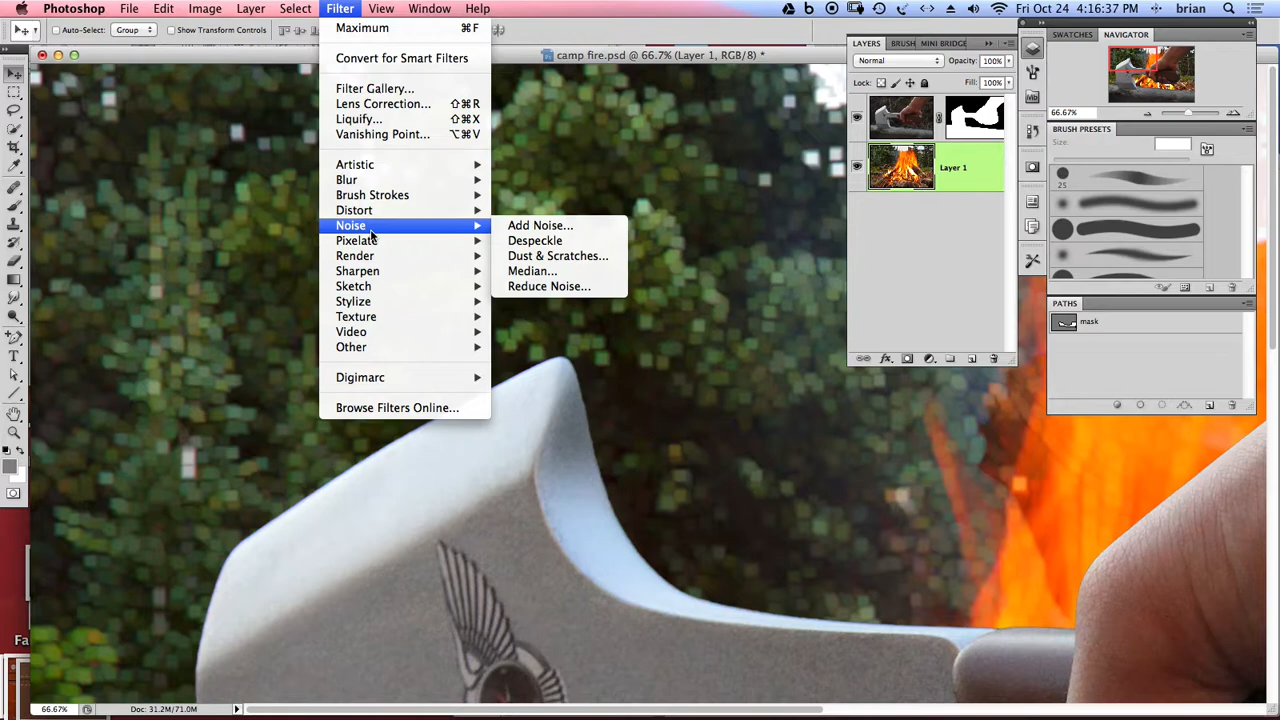 Photoshop File Edit Image Layer Select Filter View Window Help Fri Oct 24 4:16:37 PM brian
Auto-Select: Group Show Transform Controls
camp fire.psd @ 66.7% (Layer 1, RGB/8) *
Maximum ⌘F
Convert for Smart Filters
Filter Gallery...
Lens Correction... ⇧⌘R
Liquify... ⇧⌘X
Vanishing Point... ⌥⌘V
Artistic
Blur
Brush Strokes
Distort
Noise
Pixelate
Render
Sharpen
Sketch
Stylize
Texture
Video
Other
Digimarc
Browse Filters Online...
Add Noise...
Despeckle
Dust & Scratches...
Median...
Reduce Noise...
LAYERS BRUSH MINI BRIDGE
Normal Opacity: 100%
Lock: Fill: 100%
Layer 1
SWATCHES NAVIGATOR
66.67%
BRUSH PRESETS
Size:
25
PATHS
mask
Mb
Fa
66.67% Doc: 31.2M/71.0M